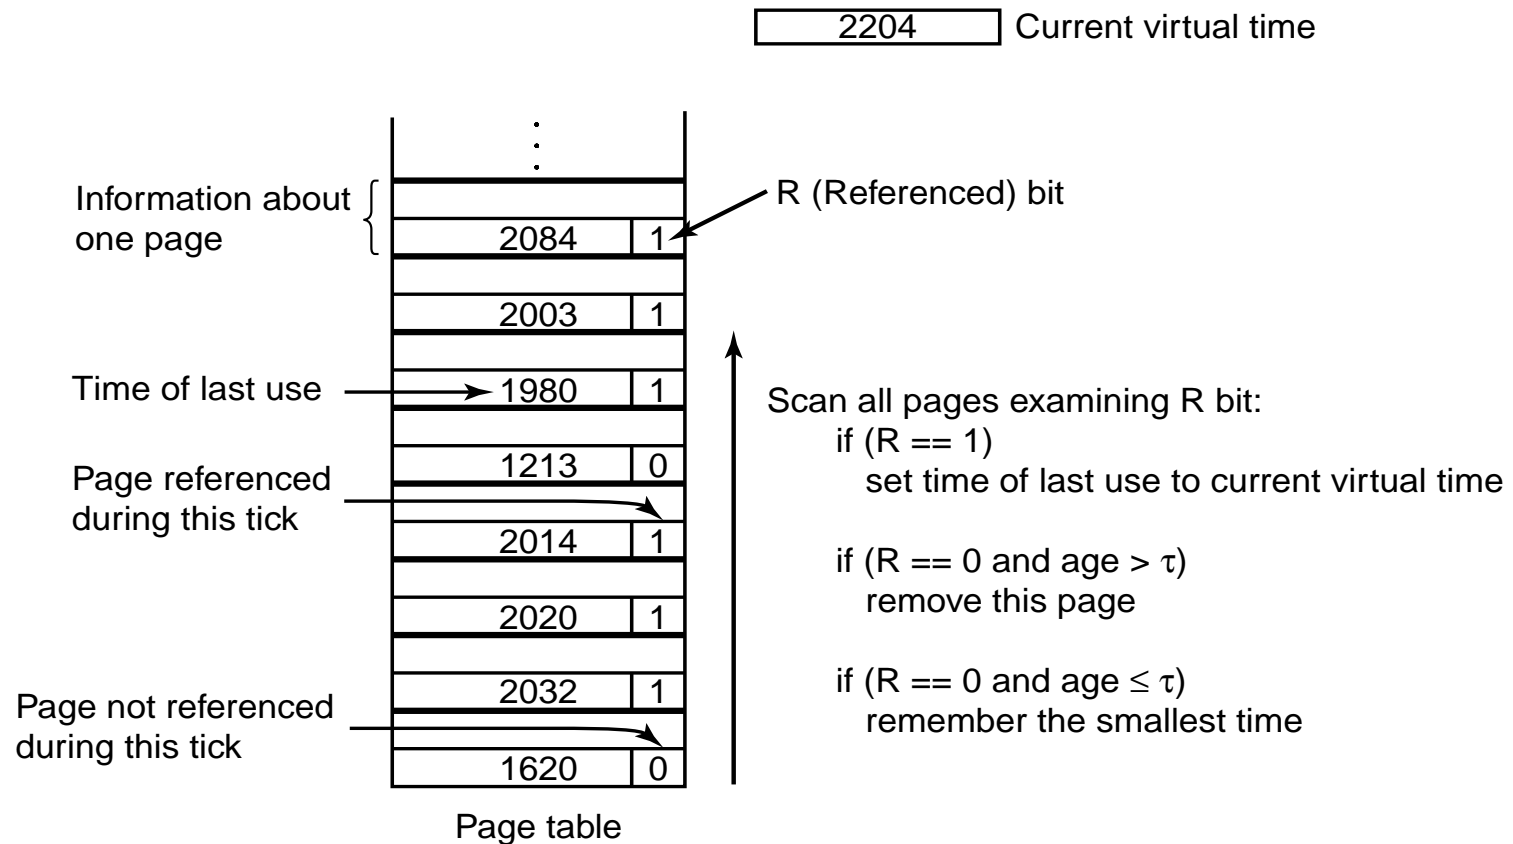 2204 Current virtual time
Information about
one page
R (Referenced) bit
2084 1
2003 1
Time of last use
1980 1
1213 0
Page referenced
during this tick
2014 1
2020 1
2032 1
Page not referenced
during this tick
1620 0
Page table
Scan all pages examining R bit:
if (R == 1)
set time of last use to current virtual time
if (R == 0 and age > τ)
remove this page
if (R == 0 and age ≤ τ)
remember the smallest time